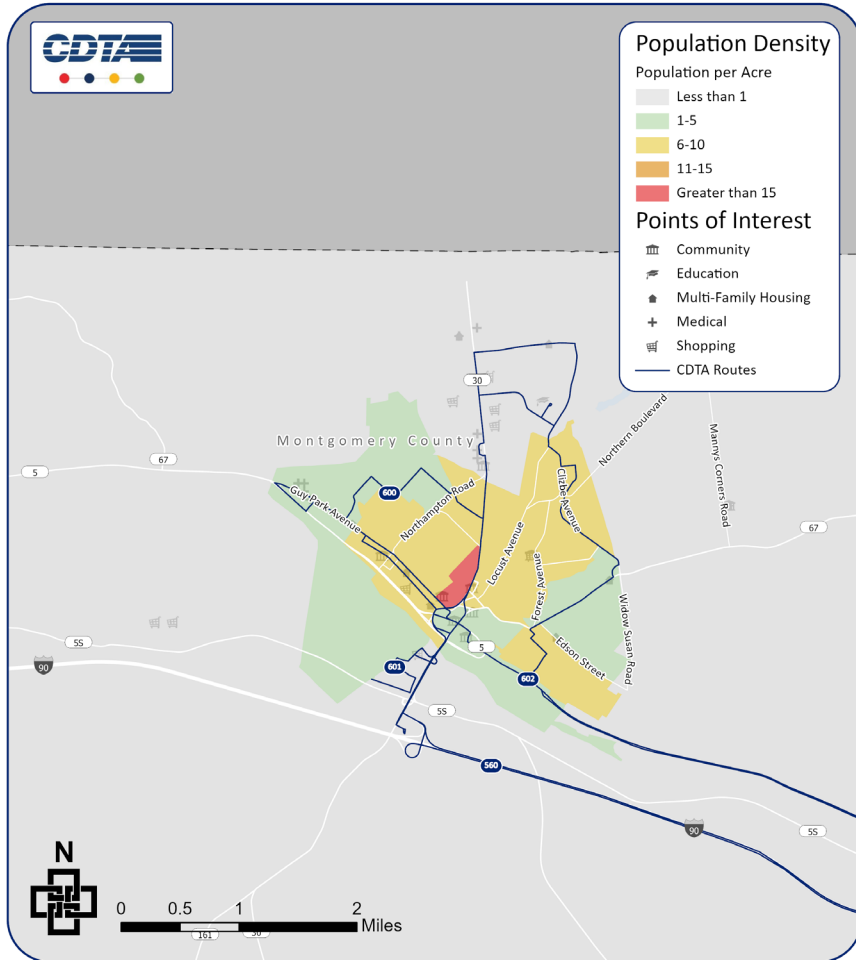 CDTA
Population Density
Population per Acre
Less than 1
1-5
6-10
11-15
Greater than 15
Points of Interest
Community
Education
Multi-Family Housing
Medical
Shopping
CDTA Routes
30
Montgomery County
Northern Boulevard
Mannys Corners Road
67
5
600
Guy Park Avenue
Northampton Road
Clizbe Avenue
67
Locust Avenue
Forest Avenue
Widow Susan Road
5S
5
Edson Street
90
601
602
5S
560
90
5S
N
0 0.5 1 2
Miles
161
30